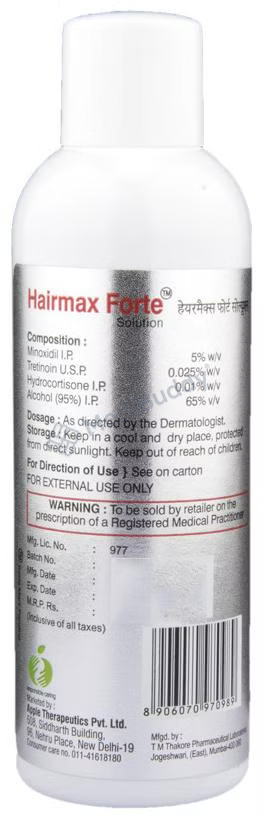 Hairmax Forte™ हेयरमैक्स फोर्ट
Solution
Composition :
Minoxidil I.P. 5% w/v
Tretinoin U.S.P. 0.025% w/v
Hydrocortisone I.P. 0.01% w/v
Alcohol (95%) I.P. 65% v/v
Dosage : As directed by the Dermatologist.
Storage : Keep in a cool and dry place, protected
from direct sunlight. Keep out of reach of children.
For Direction of Use } See on carton
FOR EXTERNAL USE ONLY
WARNING : To be sold by retailer on the
prescription of a Registered Medical Practitioner
Mfg. Lic. No. : 977
Batch No. :
Mfg. Date :
Exp. Date :
M.R.P. Rs. :
(inclusive of all taxes)
8 906070 970989
responsible caring
Marketed by :
Apple Therapeutics Pvt. Ltd.
608, Siddharth Building,
96, Nehru Place, New Delhi-19
Consumer care no. 011-41618180
Mfgd. by :
T M Thakore Pharmaceutical Laboratories
Jogeshwari, (East), Mumbai-400 060